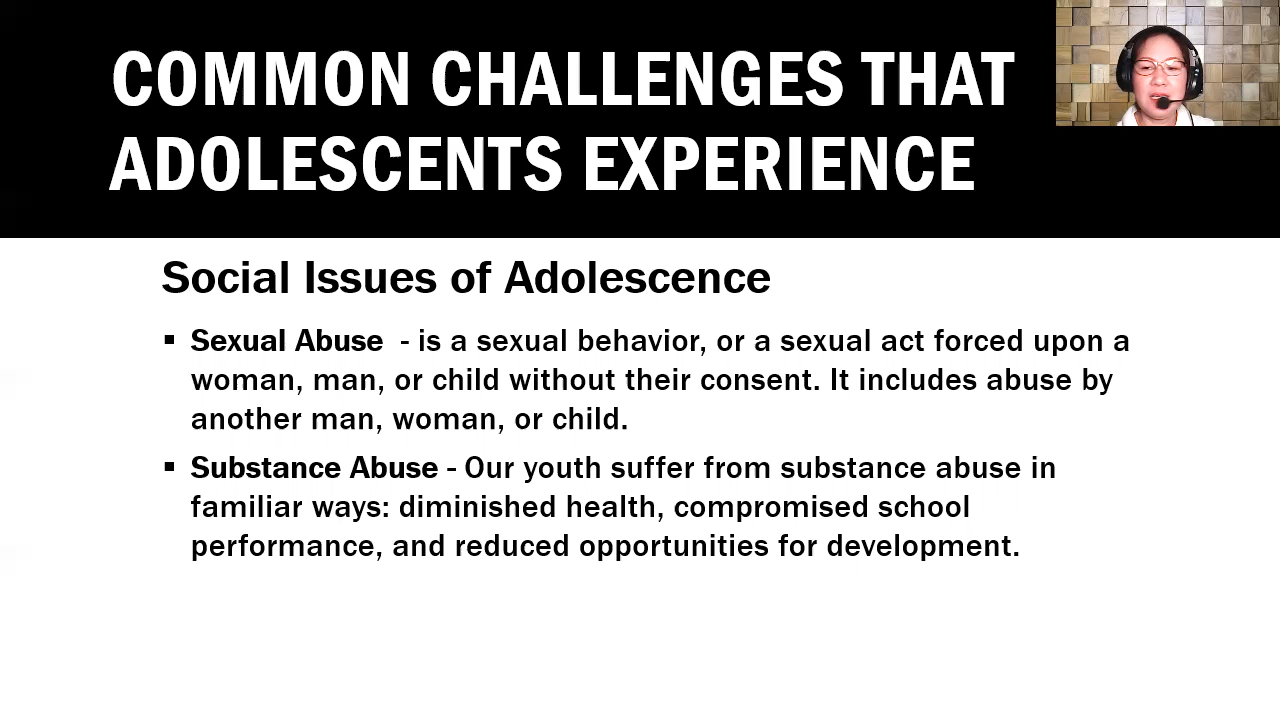 COMMON CHALLENGES THAT
ADOLESCENTS EXPERIENCE
Social Issues of Adolescence
▪ Sexual Abuse - is a sexual behavior, or a sexual act forced upon a
woman, man, or child without their consent. It includes abuse by
another man, woman, or child.
▪ Substance Abuse - Our youth suffer from substance abuse in
familiar ways: diminished health, compromised school
performance, and reduced opportunities for development.